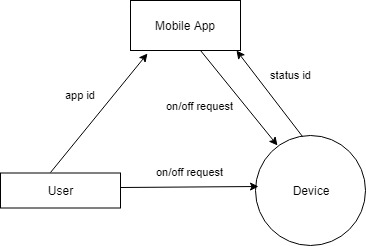 Mobile App
status id
app id
on/off request
on/off request
User
Device